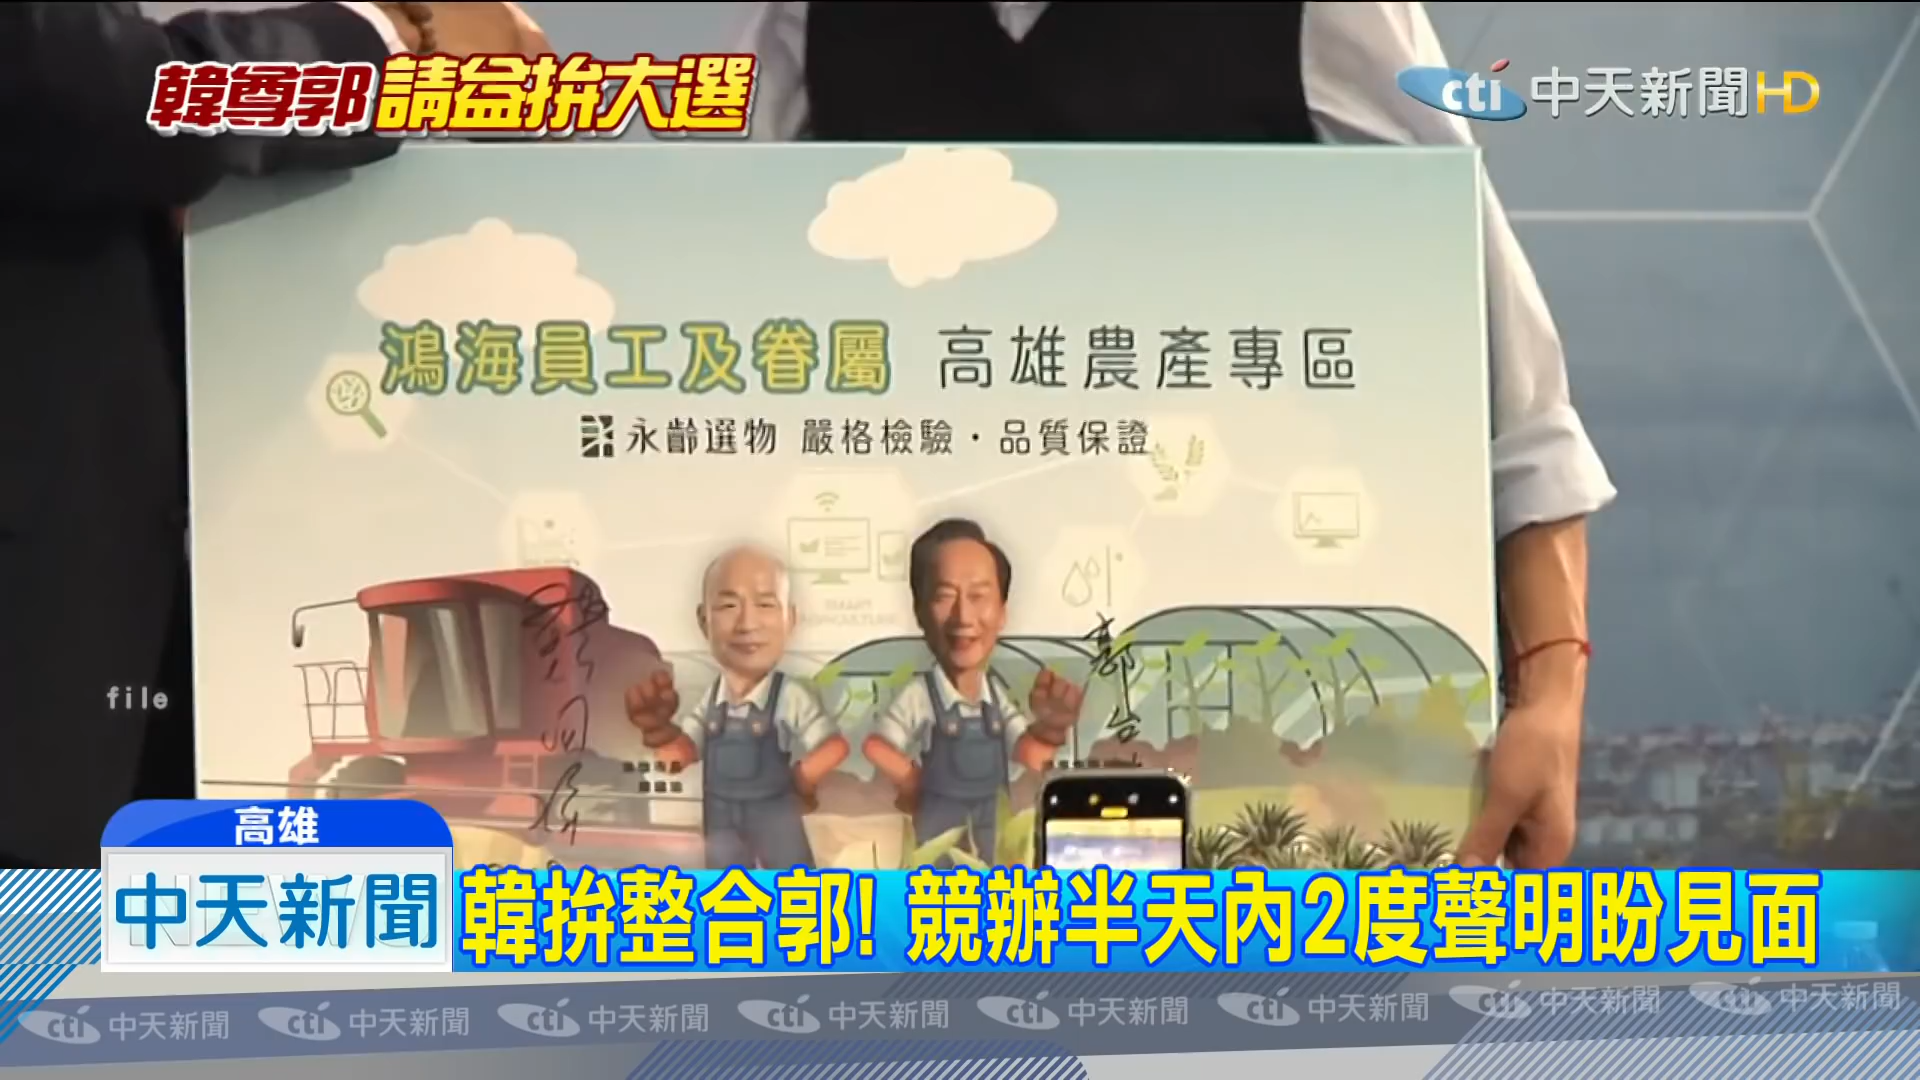 韓尊郭請益拚大選
cti 中天新聞HD
鴻海員工及眷屬 高雄農產專區
永齡選物 嚴格檢驗·品質保證
郭台
file
高雄
中天新聞
韓拚整合郭! 競辦半天內2度聲明盼見面
cti 中天新聞 cti 中天新聞 cti 中天新聞 cti 中天新聞 cti 中天新聞 cti 中天新聞 cti 中天新聞 cti 中天新聞